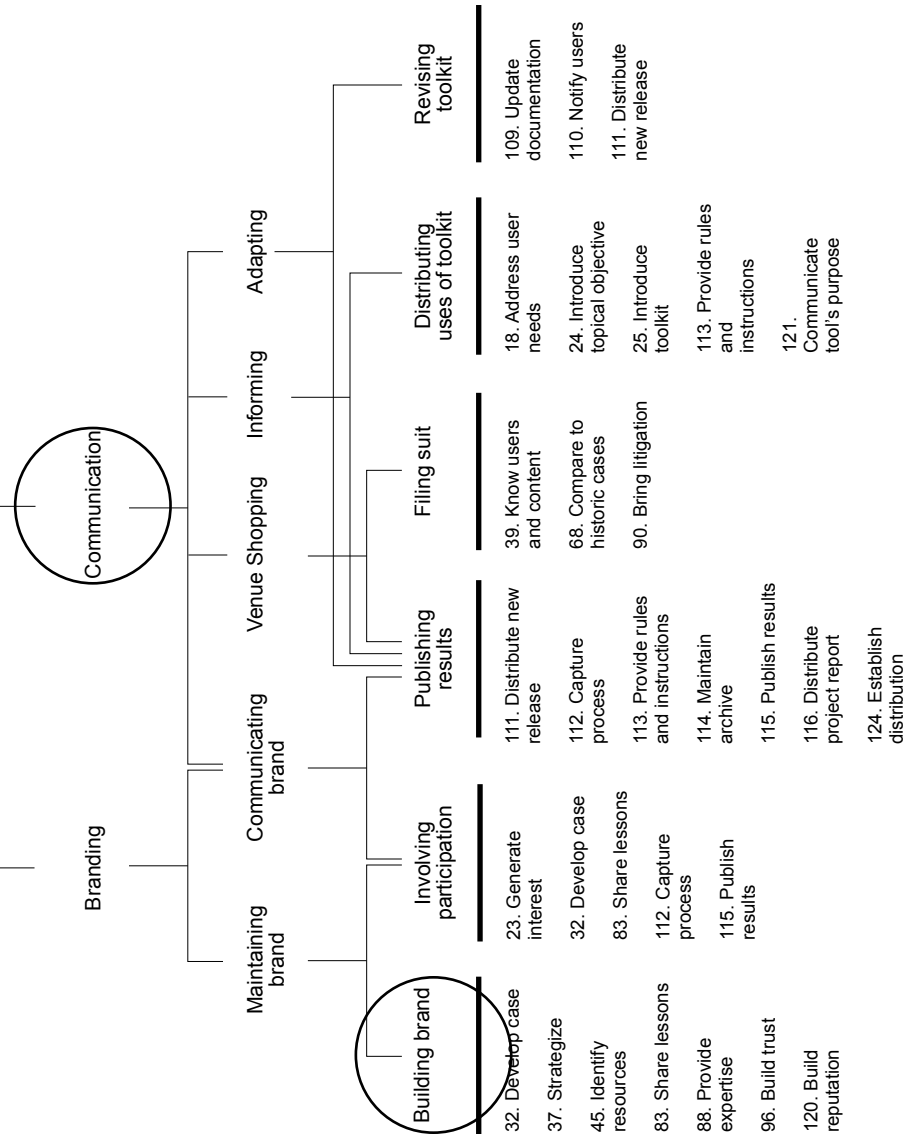 Branding
Communication
Maintaining
brand
Communicating
brand
Venue Shopping
Informing
Adapting
Building brand
Involving
participation
Publishing
results
Filing suit
Distributing
uses of toolkit
Revising
toolkit
32. Develop case
37. Strategize
45. Identify
resources
83. Share lessons
88. Provide
expertise
96. Build trust
120. Build
reputation
23. Generate
interest
32. Develop case
83. Share lessons
112. Capture
process
115. Publish
results
111. Distribute new
release
112. Capture
process
113. Provide rules
and instructions
114. Maintain
archive
115. Publish results
116. Distribute
project report
124. Establish
distribution
39. Know users
and content
68. Compare to
historic cases
90. Bring litigation
18. Address user
needs
24. Introduce
topical objective
25. Introduce
toolkit
113. Provide rules
and
instructions
121.
Communicate
tool's purpose
109. Update
documentation
110. Notify users
111. Distribute
new release